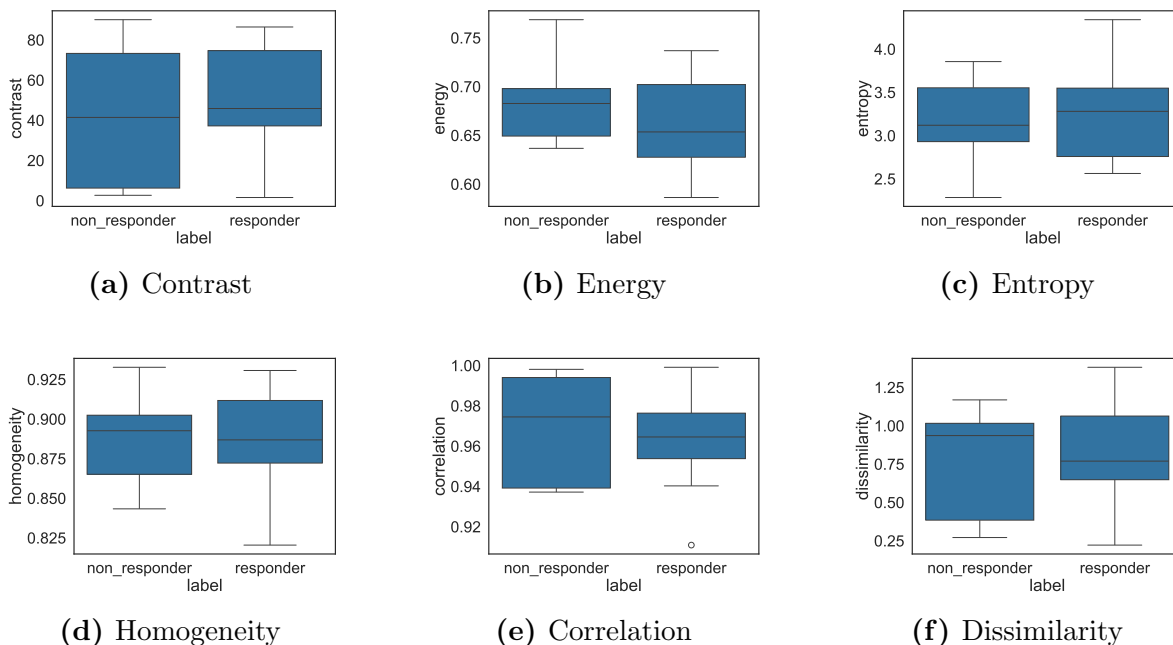 80
60
40
20
0
contrast
non_responder
responder
label
(a) Contrast
0.75
0.70
0.65
0.60
energy
non_responder
responder
label
(b) Energy
4.0
3.5
3.0
2.5
entropy
non_responder
responder
label
(c) Entropy
0.925
0.900
0.875
0.850
0.825
homogeneity
non_responder
responder
label
(d) Homogeneity
1.00
0.98
0.96
0.94
0.92
correlation
non_responder
responder
label
(e) Correlation
1.25
1.00
0.75
0.50
0.25
dissimilarity
non_responder
responder
label
(f) Dissimilarity